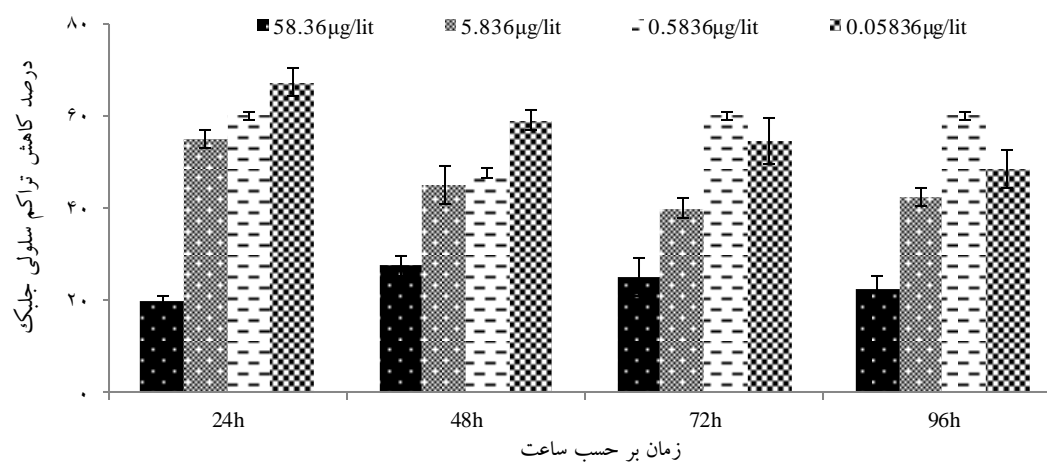 58.36µg/lit 5.836µg/lit 0.5836µg/lit 0.05836µg/lit
درصد کاهش تراکم سلولی جلبک
۸۰
۶۰
۴۰
۲۰
۰
24h 48h 72h 96h
زمان بر حسب ساعت